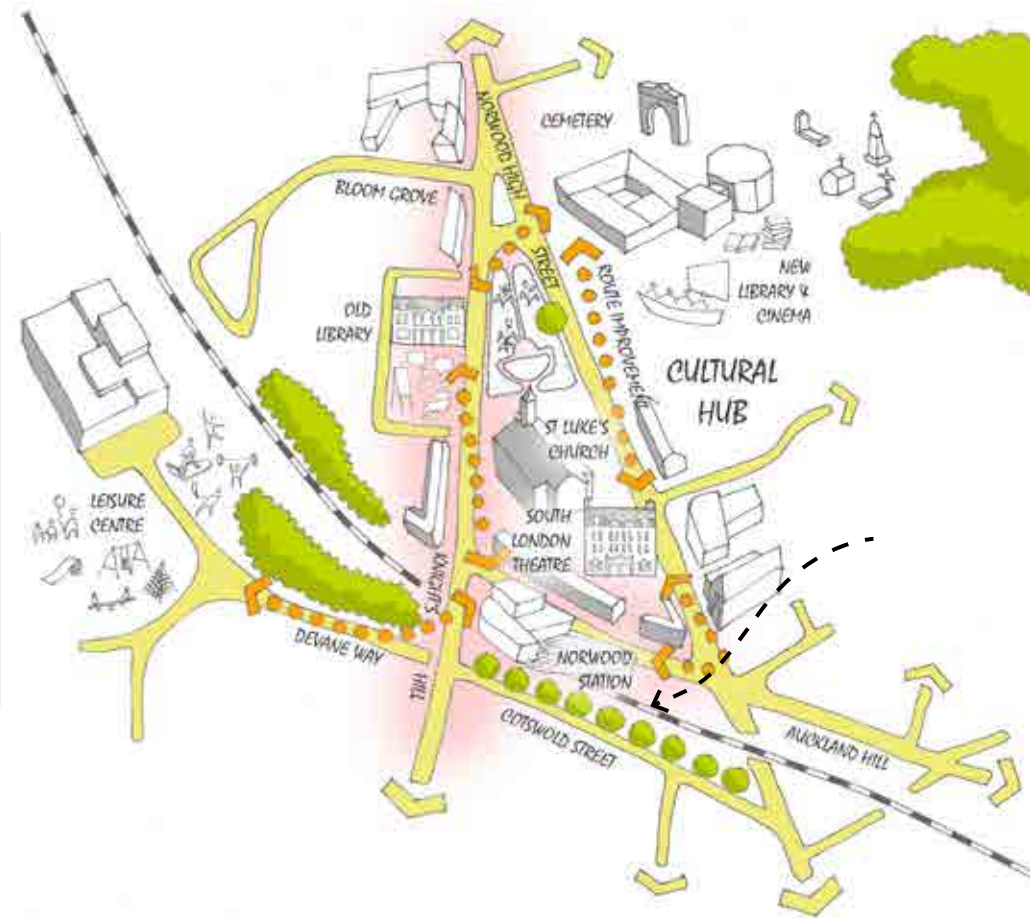 NORWOOD HIGH
STREET
CEMETERY
BLOOM GROVE
ROUTE IMPROVEMENT
NEW
LIBRARY &
CINEMA
OLD
LIBRARY
CULTURAL
HUB
ST LUKE'S
CHURCH
LEISURE
CENTRE
SOUTH
LONDON
THEATRE
KNIGHT'S
HILL
DEVANE WAY
NORWOOD
STATION
COTSWOLD STREET
AUCKLAND HILL